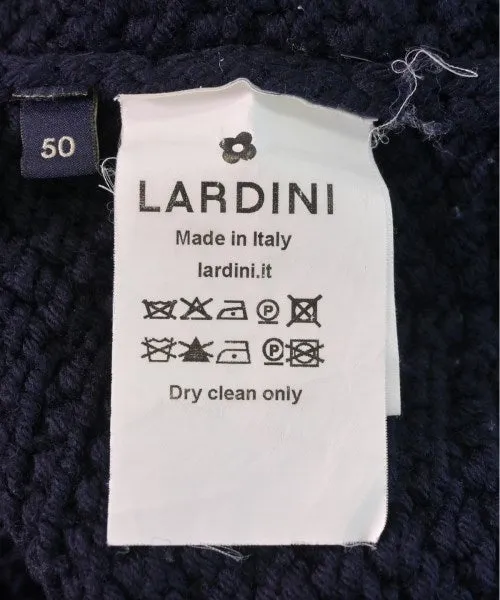 50
LARDINI
Made in Italy
lardini.it
P
P
Dry clean only